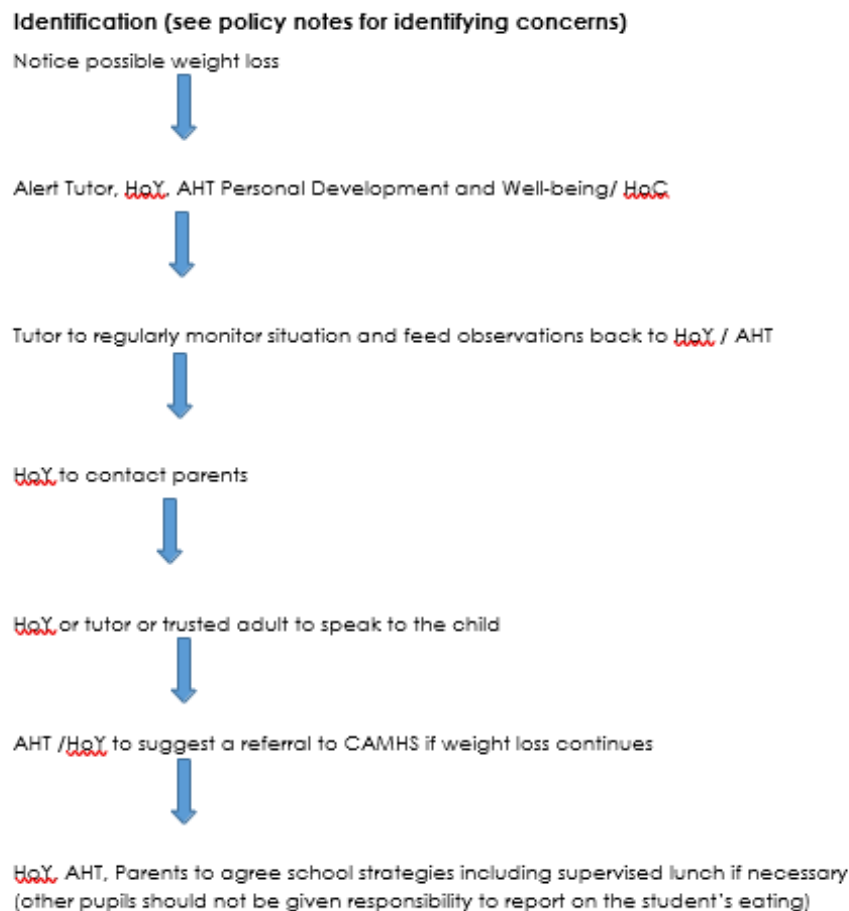 Identification (see policy notes for identifying concerns)
Notice possible weight loss
Alert Tutor, HoY, AHT Personal Development and Well-being/ HoC
Tutor to regularly monitor situation and feed observations back to HoY / AHT
HoY to contact parents
HoY or tutor or trusted adult to speak to the child
AHT /HoY to suggest a referral to CAMHS if weight loss continues
HoY, AHT, Parents to agree school strategies including supervised lunch if necessary
(other pupils should not be given responsibility to report on the student's eating)